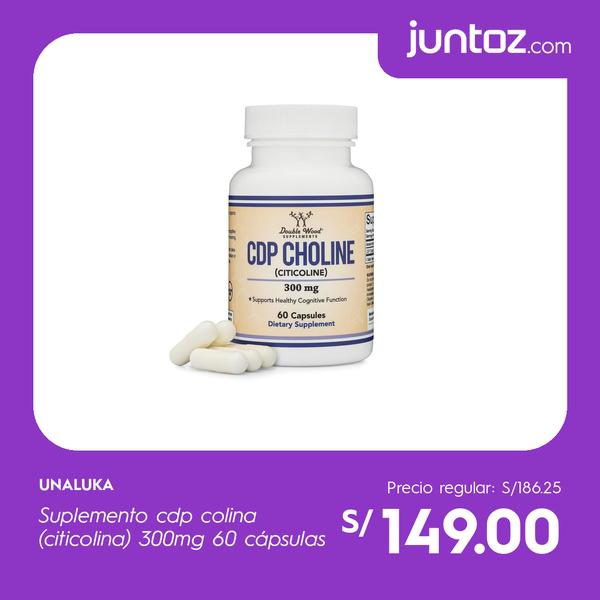 juntoz.com
Double Wood
SUPPLEMENTS
CDP CHOLINE
(CITICOLINE)
300 mg
Supports Healthy Cognitive Function
60 Capsules
Dietary Supplement
UNALUKA
Suplemento cdp colina
(citicolina) 300mg 60 cápsulas
Precio regular: S/186.25
S/149.00